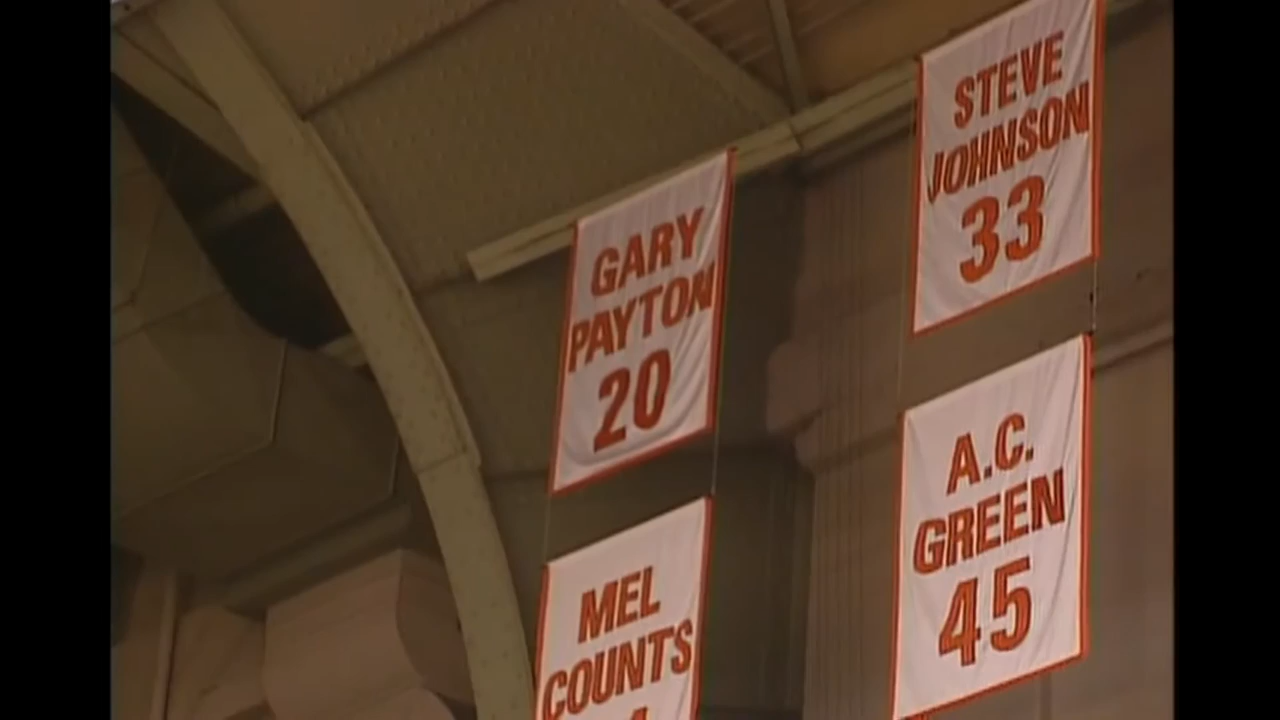 GARY
PAYTON
20
MEL
COUNTS
STEVE
JOHNSON
33
A.C.
GREEN
45